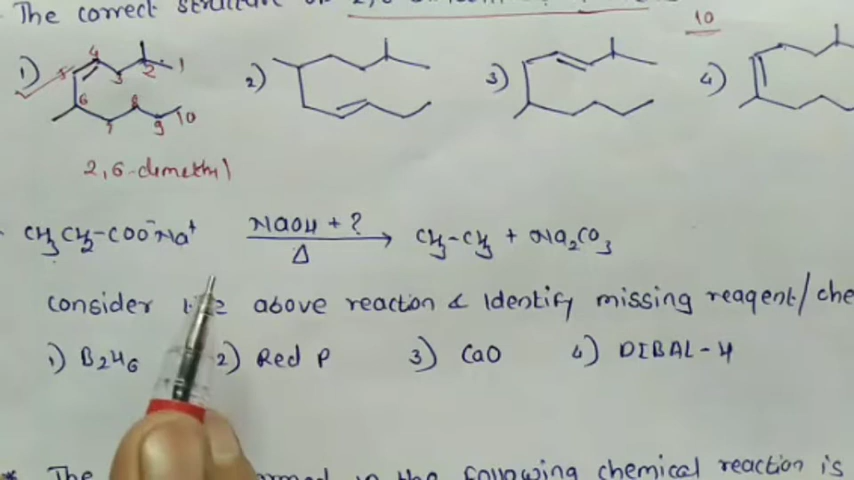 The correct structure
10
1) 4 5 3 2 1 6 7 8 9 10 2) 3) 4)
2,6-dimethyl
CH3CH2-COO⁻Na⁺ NaOH + ? Δ CH3-CH3 + Na2CO3
consider above reaction & Identify missing reagent/che
1) B2H6 2) Red P 3) CaO 4) DIBAL-H
* The in the following chemical reaction is